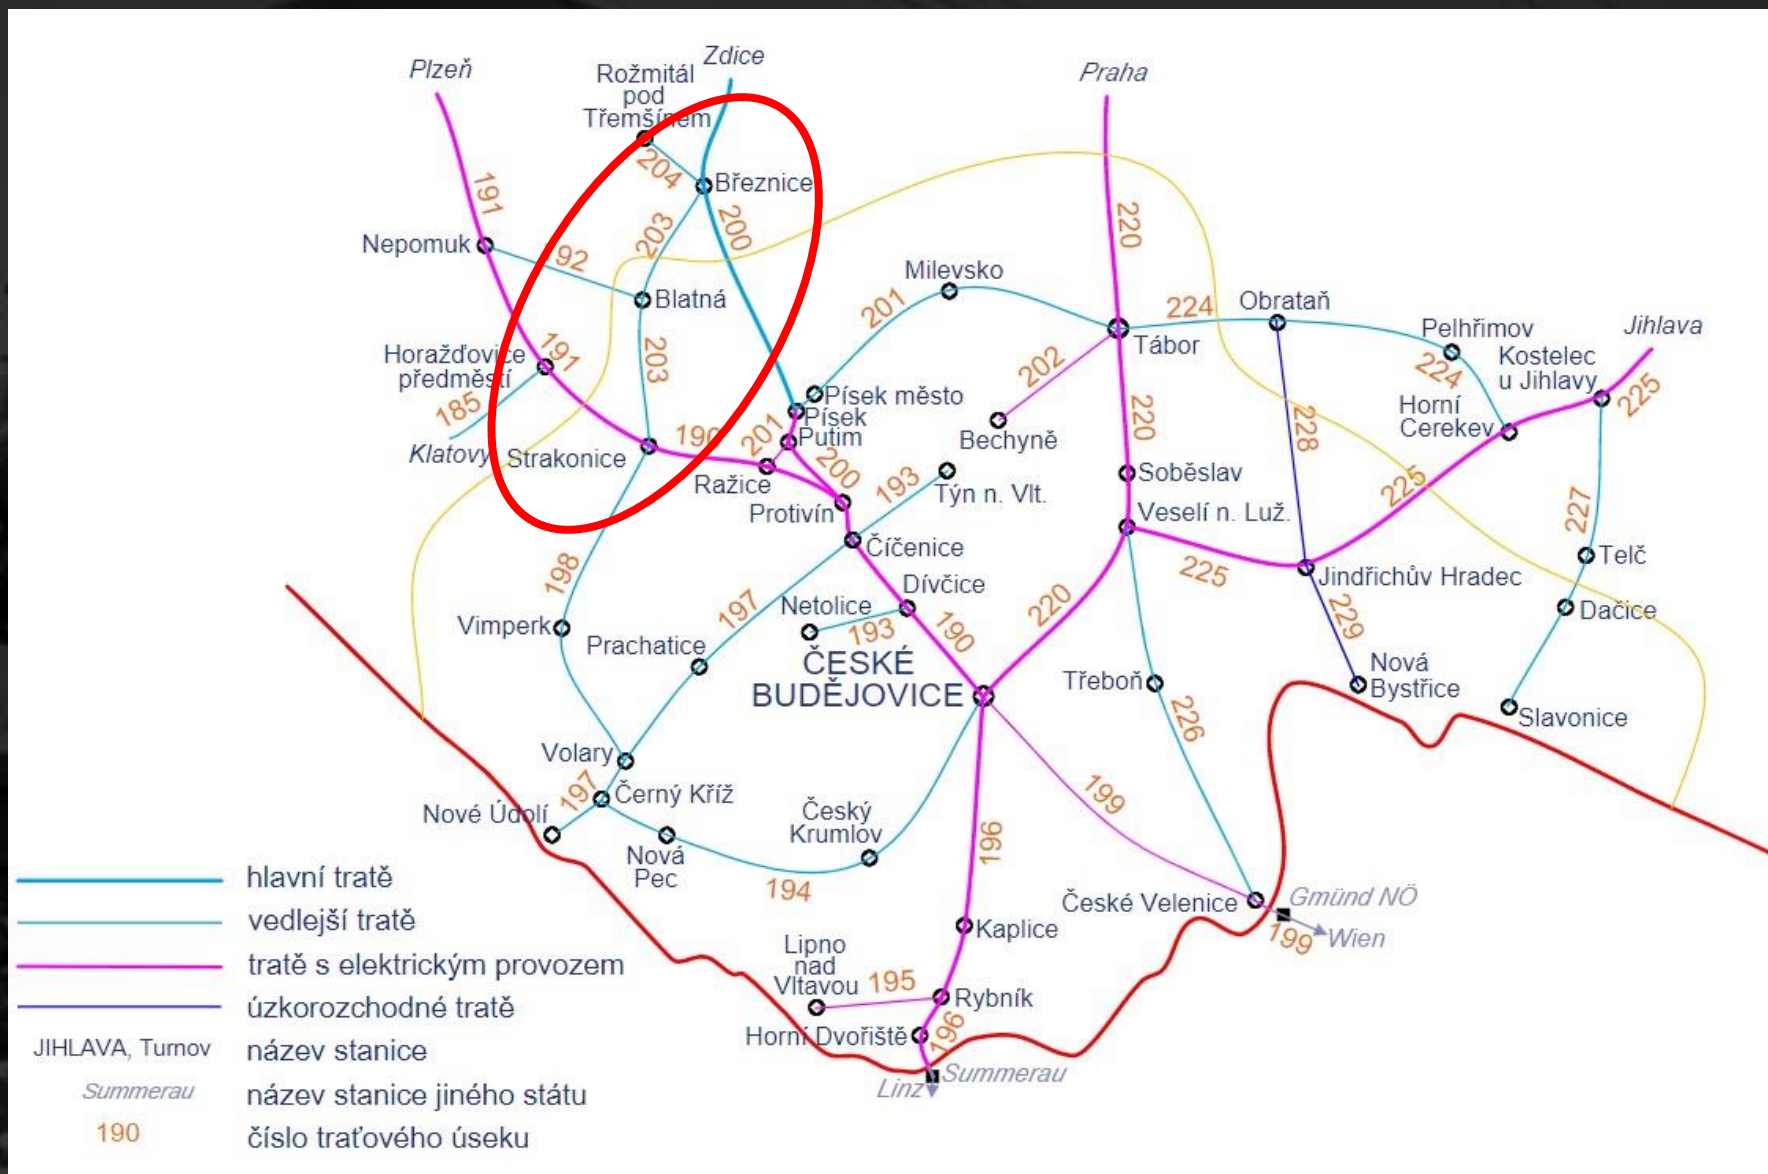 Plzeň
Zdice
Praha
Rožmitál
pod
Třemšínem
204
Březnice
191
203
200
220
Nepomuk
192
Blatná
Milevsko
201
224
Obrataň
Pelhřimov
Jihlava
Kostelec
u Jihlavy
Tábor
202
224
225
Horažďovice
předměstí
191
203
185
Klatovy
Strakonice
190
201
Písek město
Písek
Putim
200
Ražice
Protivín
193
Týn n. Vlt.
Bechyně
220
228
Horní
Cerekev
225
Soběslav
Veselí n. Luž.
227
Telč
Číčenice
225
Jindřichův Hradec
Dačice
198
Dívčice
220
229
Vimperk
197
Netolice
193
190
Prachatice
ČESKÉ
BUDĚJOVICE
Třeboň
Nová
Bystřice
Slavonice
226
Volary
197
Černý Kříž
199
Nové Údolí
Český
Krumlov
196
Nová
Pec
194
České Velenice
Gmünd NÖ
199
Wien
Kaplice
Lipno
nad
Vltavou
195
Rybník
Horní Dvořiště
196
Summerau
Linz
hlavní tratě
vedlejší tratě
tratě s elektrickým provozem
úzkorozchodné tratě
JIHLAVA, Turnov název stanice
Summerau název stanice jiného státu
190 číslo traťového úseku